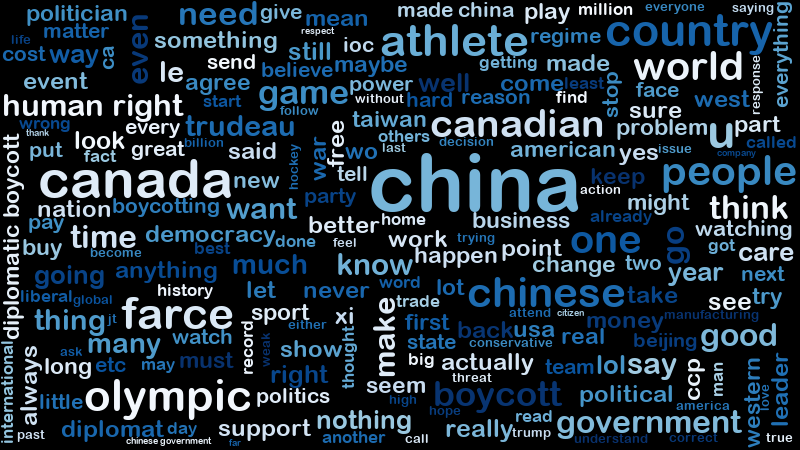 politician need give mean made china play million everyone saying
life matter even something respect still ioc athlete regime country everything
cost way ca le send believe maybe getting made world
event agree game power well come least stop response
human right start without hard reason find face west
wrong thank every trudeau follow taiwan canadian sure problem u part
look billion free others decision american yes issue called
put fact great said hockey war wo last company
canada new tell china action keep people
nation boycotting want party better home business might think
pay democracy done feel work trying already go watching
buy time become best happen point one got care
diplomatic boycott going anything much know change two year next
liberal global history let never word lot chinese take see try
thing jt farce sport either xi trade attend citizen money manufacturing
many watch record weak thought make first back usa real beijing good
ask show state conservative
international always long etc may must right big actually team lol say
little olympic politics seem threat high boycott political ccp man western love leader
diplomat day support nothing hope really read government america
past chinese government far another call trump understand correct true